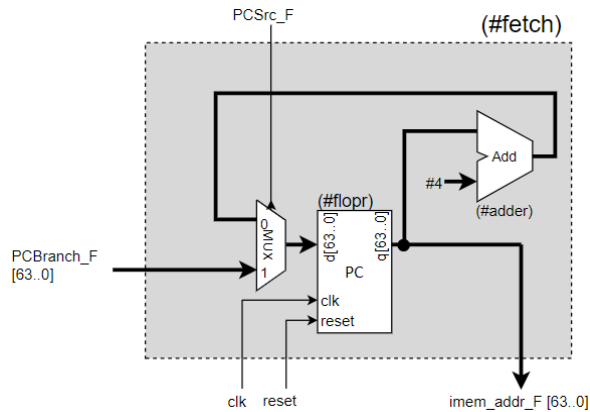 PCSrc_F
(#fetch)
Add
#4
(#flopr)
(#adder)
0
MUX
1
d[63..0]
q[63..0]
PC
PCBranch_F
[63..0]
clk
reset
clk
reset
imem_addr_F [63..0]